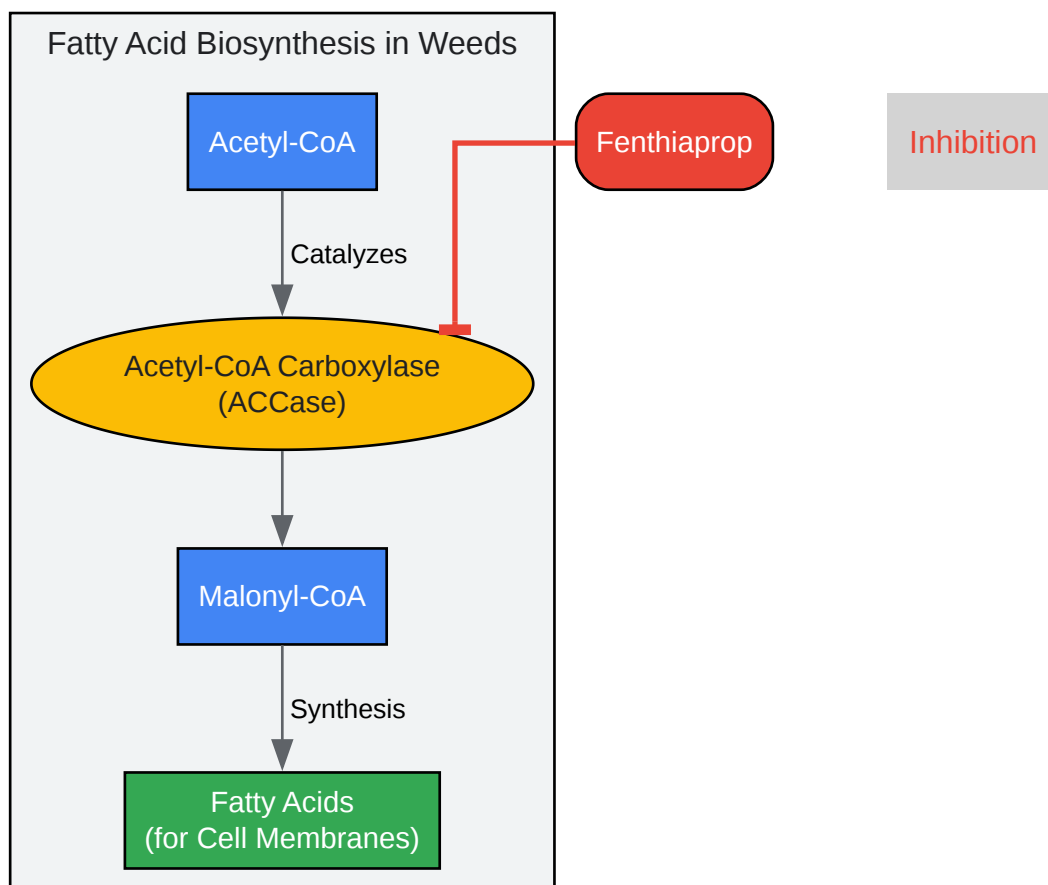 Fatty Acid Biosynthesis in Weeds
Acetyl-CoA
Fenthiaprop
Inhibition
Catalyzes
Acetyl-CoA Carboxylase
(ACCase)
Malonyl-CoA
Synthesis
Fatty Acids
(for Cell Membranes)